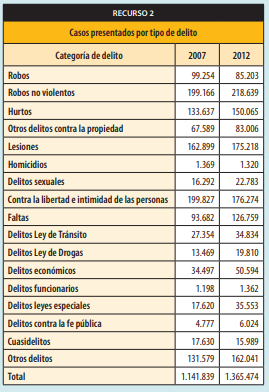 RECURSO 2
Casos presentados por tipo de delito
Categoría de delito 2007 2012
Robos 99.254 85.203
Robos no violentos 199.166 218.639
Hurtos 133.637 150.065
Otros delitos contra la propiedad 67.589 83.006
Lesiones 162.899 175.218
Homicidios 1.369 1.320
Delitos sexuales 16.292 22.783
Contra la libertad e intimidad de las personas 199.827 176.274
Faltas 93.682 126.759
Delitos Ley de Tránsito 27.354 34.834
Delitos Ley de Drogas 13.469 19.810
Delitos económicos 34.497 50.594
Delitos funcionarios 1.198 1.362
Delitos leyes especiales 17.620 35.553
Delitos contra la fe pública 4.777 6.024
Cuasidelitos 17.630 15.989
Otros delitos 131.579 162.041
Total 1.141.839 1.365.474